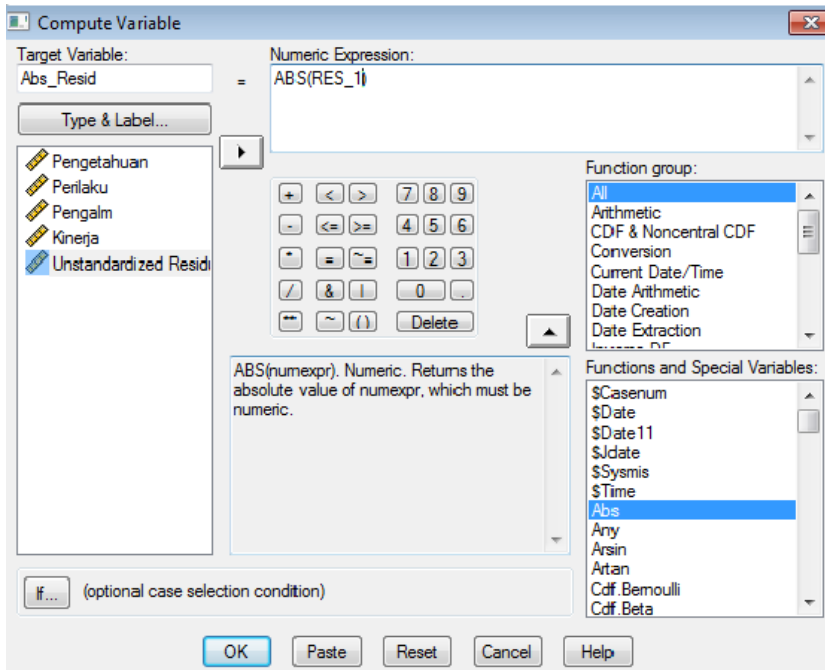 Compute Variable
Target Variable:
Abs_Resid
=
Numeric Expression:
ABS(RES_1)
Type & Label...
Pengetahuan
Perilaku
Pengalm
Kinerja
Unstandardized Residu
+ < > 7 8 9
- <= >= 4 5 6
* = ~= 1 2 3
/ & | 0 .
** ~ () Delete
Function group:
All
Arithmetic
CDF & Noncentral CDF
Conversion
Current Date/Time
Date Arithmetic
Date Creation
Date Extraction
ABS(numexpr). Numeric. Returns the
absolute value of numexpr, which must be
numeric.
Functions and Special Variables:
$Casenum
$Date
$Date11
$Jdate
$Sysmis
$Time
Abs
Any
Arsin
Artan
Cdf.Bernoulli
Cdf.Beta
If... (optional case selection condition)
OK Paste Reset Cancel Help